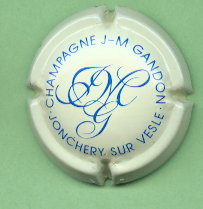 CHAMPAGNE J-M GANDON
JMG
JONCHERY SUR VESLE